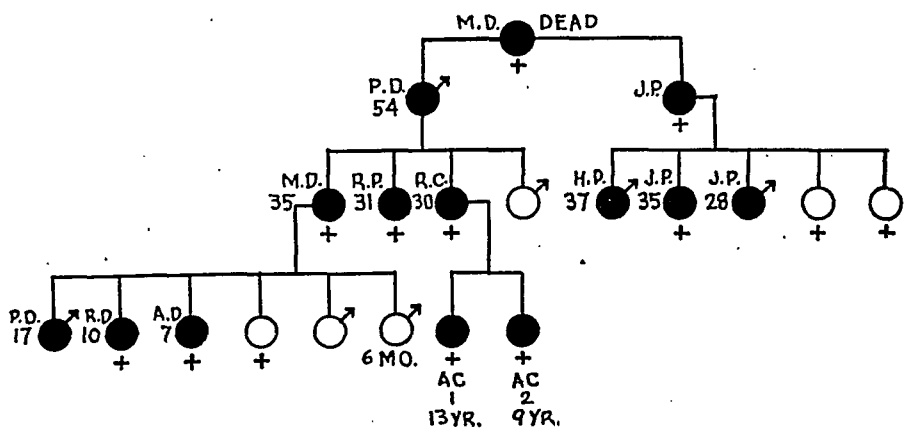 M.D. DEAD
P.D. J.P.
54
M.D. R.P. R.C. H.P. J.P. J.P.
35 31 30 37 35 28
P.D. R.D A.D
17 10 7
6 MO.
AC AC
1 2
13YR. 9YR.